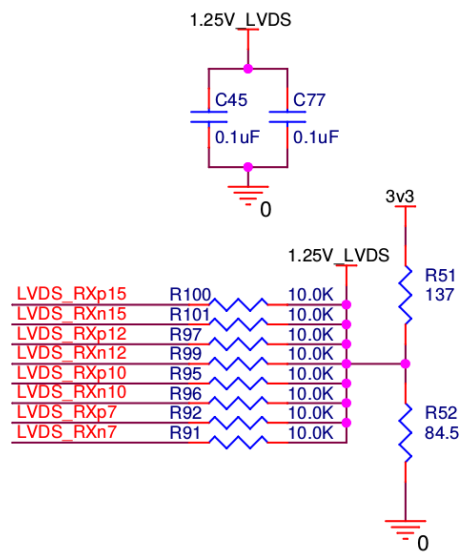 1.25V_LVDS
C45 C77
0.1uF 0.1uF
0
3v3
1.25V_LVDS
R51
137
LVDS_RXp15 R100 10.0K
LVDS_RXn15 R101 10.0K
LVDS_RXp12 R97 10.0K
LVDS_RXn12 R99 10.0K
LVDS_RXp10 R95 10.0K
LVDS_RXn10 R96 10.0K
LVDS_RXp7 R92 10.0K
LVDS_RXn7 R91 10.0K
R52
84.5
0